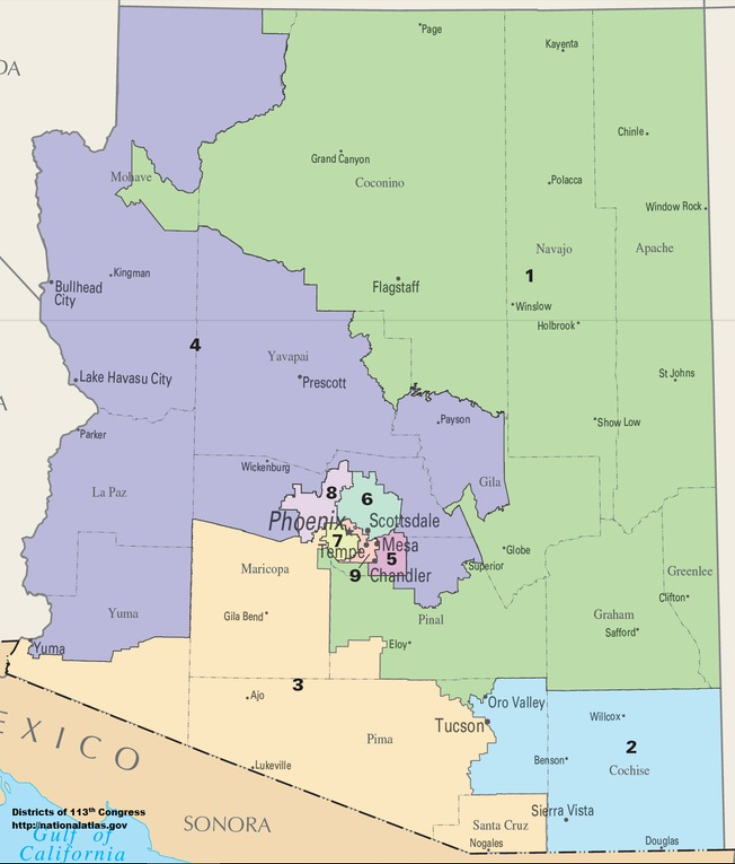 Page
Kayenta
DA
Chinle
Grand Canyon
Mohave
Coconino
Polacca
Window Rock
Navajo
Apache
Kingman
1
Bullhead
City
Flagstaff
Winslow
Holbrook
4
Yavapai
Lake Havasu City
Prescott
St Johns
A
Payson
Show Low
Parker
Wickenburg
La Paz
Gila
8
6
Phoenix
Scottsdale
7
Tempe
Mesa
Globe
5
Superior
Maricopa
9
Chandler
Greenlee
Clifton
Yuma
Gila Bend
Pinal
Graham
Safford
Yuma
Eloy
3
Ajo
Oro Valley
Tucson
Willcox
EXICO
Pima
2
Benson
Cochise
Lukeville
Districts of 113th Congress
http://nationalatlas.gov
Gulf of
California
SONORA
Sierra Vista
Santa Cruz
Nogales
Douglas